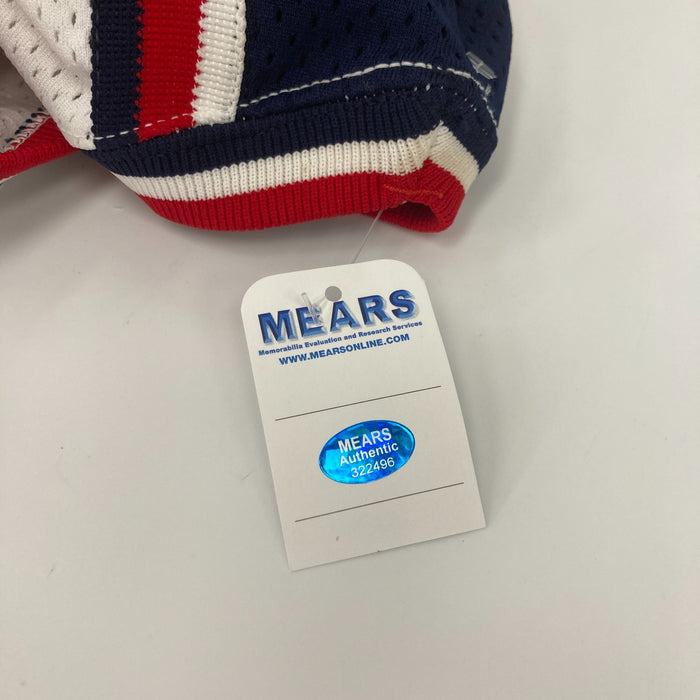 MEARS
Memorabilia Evaluation and Research Services
WWW.MEARSONLINE.COM
MEARS
Authentic
322496